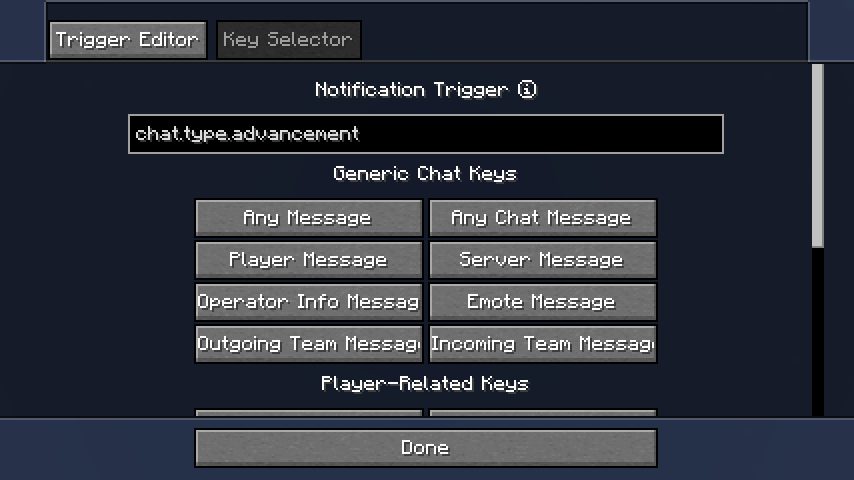 Trigger Editor Key Selector
Notification Trigger ⓘ
chat.type.advancement
Generic Chat Keys
Any Message Any Chat Message
Player Message Server Message
Operator Info Messag Emote Message
Outgoing Team Messag Incoming Team Messag
Player-Related Keys
Done